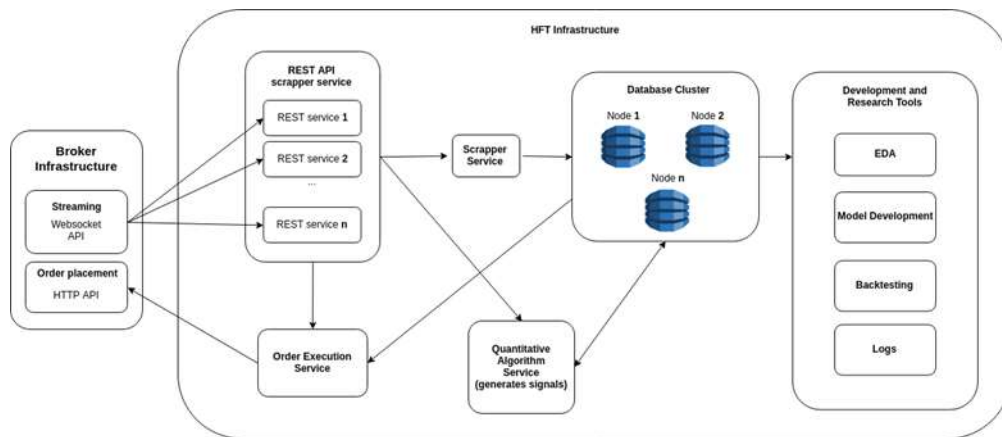 HFT Infrastructure
Broker
Infrastructure
Streaming
Websocket
API
Order placement
HTTP API
REST API
scrapper service
REST service 1
REST service 2
...
REST service n
Order Execution
Service
Scrapper
Service
Quantitative
Algorithm
Service
(generates signals)
Database Cluster
Node 1
Node 2
Node n
Development and
Research Tools
EDA
Model Development
Backtesting
Logs